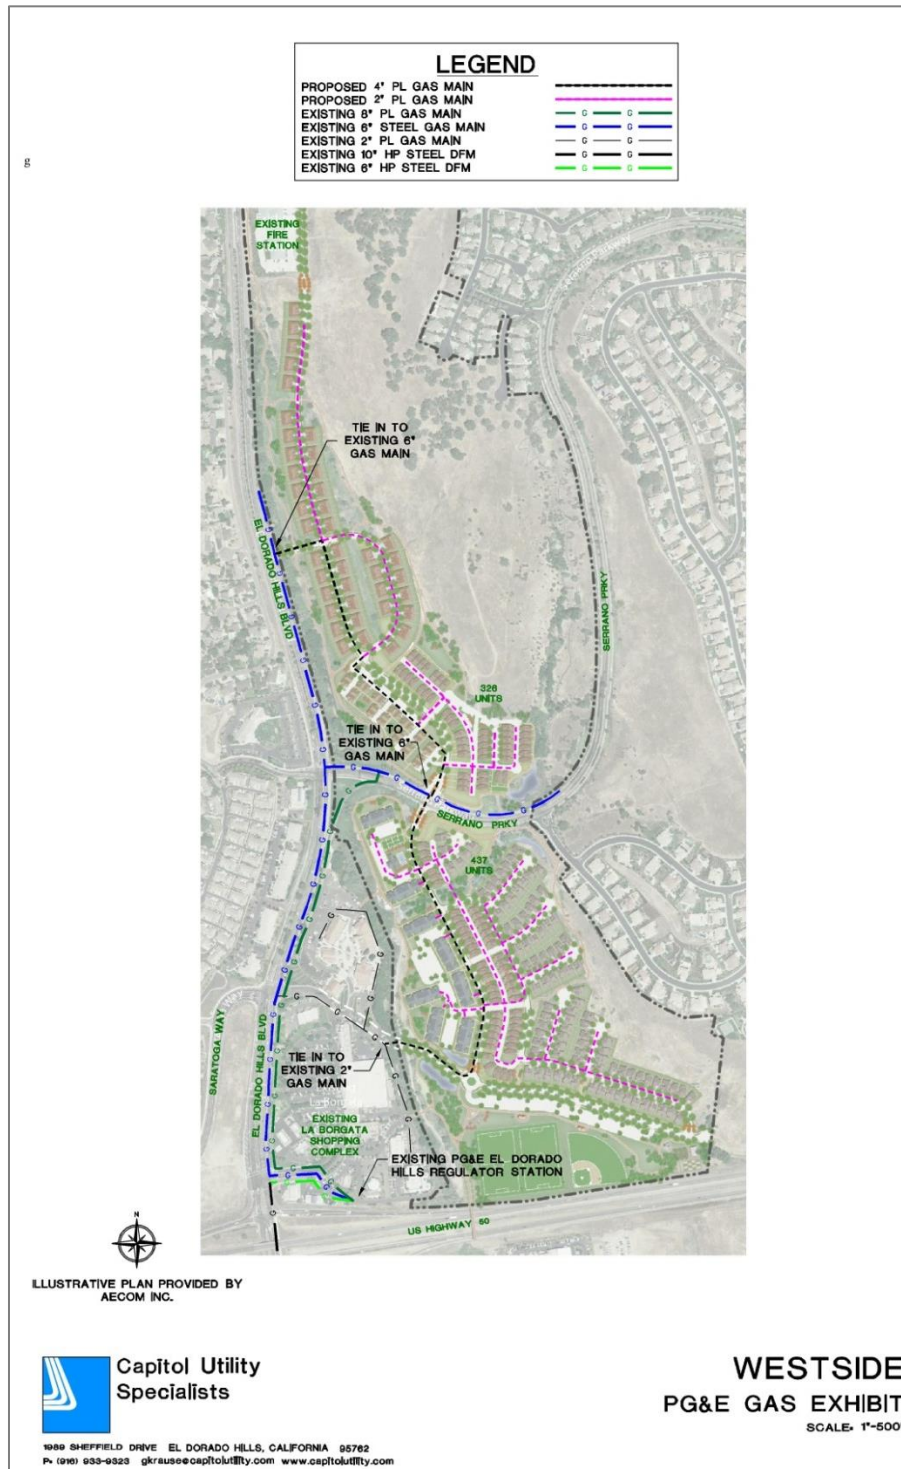 LEGEND
PROPOSED 4" PL GAS MAIN
PROPOSED 2" PL GAS MAIN
EXISTING 8" PL GAS MAIN
EXISTING 6" STEEL GAS MAIN
EXISTING 2" PL GAS MAIN
EXISTING 10" HP STEEL DFM
EXISTING 6" HP STEEL DFM
g
EXISTING
FIRE
STATION
TIE IN TO
EXISTING 6"
GAS MAIN
EL DORADO HILLS BLVD
SERRANO PRKY
326
UNITS
TIE IN TO
EXISTING 6"
GAS MAIN
SERRANO PRKY
437
UNITS
SARATOGA WAY
EL DORADO HILLS BLVD
TIE IN TO
EXISTING 2"
GAS MAIN
La Borgata
EXISTING
LA BORGATA
SHOPPING
COMPLEX
EXISTING PG&E EL DORADO
HILLS REGULATOR STATION
US HIGHWAY 50
N
ILLUSTRATIVE PLAN PROVIDED BY
AECOM INC.
Capitol Utility
Specialists
1989 SHEFFIELD DRIVE EL DORADO HILLS, CALIFORNIA 95762
P: (916) 933-9323 gkrause@capitolutility.com www.capitolutility.com
WESTSIDE
PG&E GAS EXHIBIT
SCALE: 1"-500'